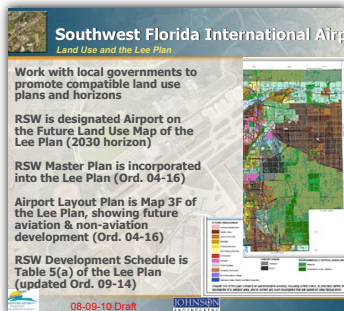 Southwest Florida International Airp
Land Use and the Lee Plan
Work with local governments to
promote compatible land use
plans and horizons
RSW is designated Airport on
the Future Land Use Map of the
Lee Plan (2030 horizon)
RSW Master Plan is incorporated
into the Lee Plan (Ord. 04-16)
Airport Layout Plan is Map 3F of
the Lee Plan, showing future
aviation & non-aviation
development (Ord. 04-16)
RSW Development Schedule is
Table 5(a) of the Lee Plan
(updated Ord. 09-14)
08-09-10 Draft
JOHNSON
ENGINEERING